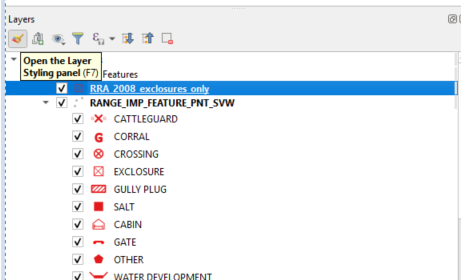 Layers
Open the Layer
Styling panel (F7)
Features
RRA_2008_exclosures_only
RANGE_IMP_FEATURE_PNT_SVW
CATTLEGUARD
G CORRAL
CROSSING
EXCLOSURE
GULLY PLUG
SALT
CABIN
GATE
OTHER
WATER DEVELOPMENT